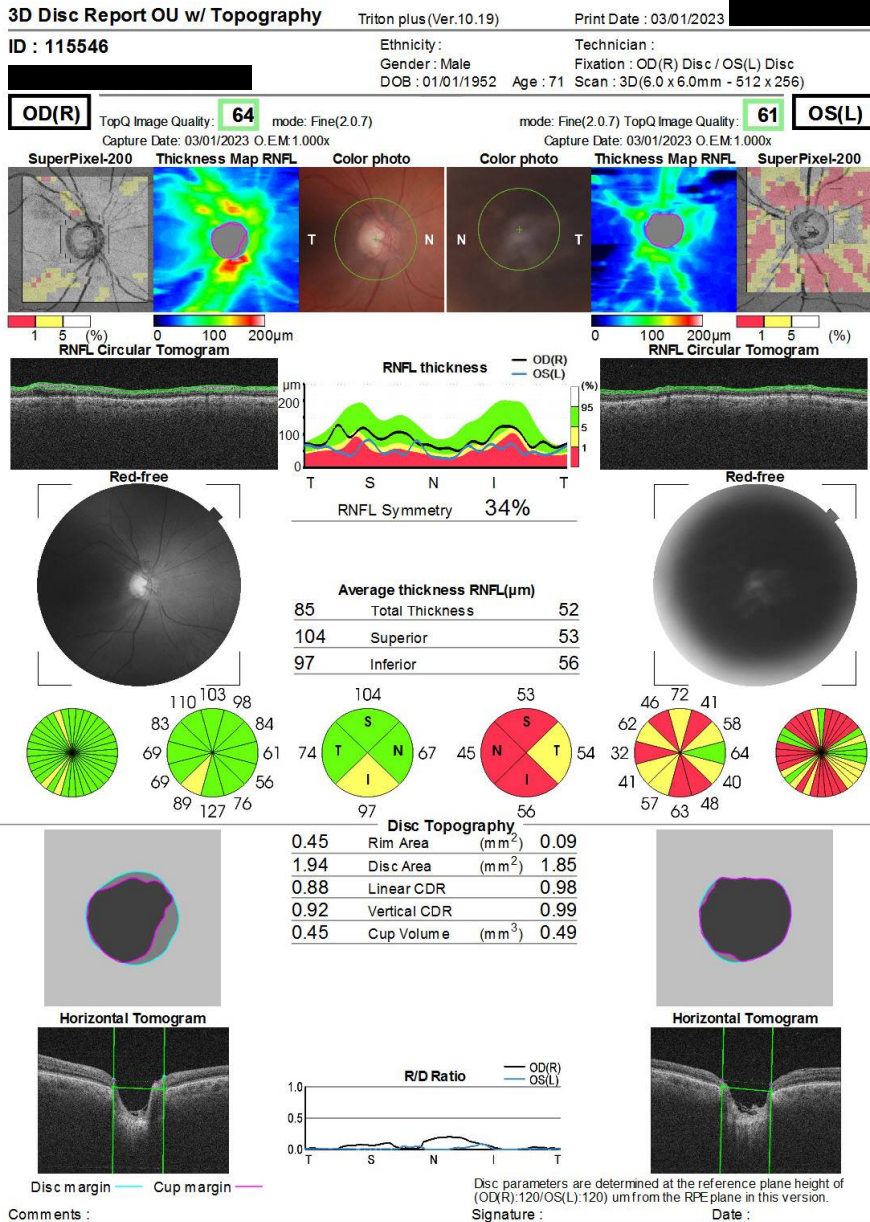 3D Disc Report OU w/ Topography Triton plus(Ver.10.19) Print Date : 03/01/2023
ID : 115546 Ethnicity : Technician :
Gender : Male Fixation : OD(R) Disc / OS(L) Disc
DOB : 01/01/1952 Age : 71 Scan : 3D(6.0 x 6.0mm - 512 x 256)
OD(R) TopQ Image Quality: 64 mode: Fine(2.0.7) mode: Fine(2.0.7) TopQ Image Quality: 61 OS(L)
Capture Date: 03/01/2023 O.E.M:1.000x Capture Date: 03/01/2023 O.E.M:1.000x
SuperPixel-200 Thickness Map RNFL Color photo Color photo Thickness Map RNFL SuperPixel-200
T N N T
1 5 (%) 0 100 200μm 0 100 200μm 1 5 (%)
RNFL Circular Tomogram RNFL Circular Tomogram
RNFL thickness OD(R)
OS(L)
μm (%)
200 95
100 5
0 1
T S N I T
Red-free Red-free
RNFL Symmetry 34%
Average thickness RNFL(μm)
85 Total Thickness 52
104 Superior 53
97 Inferior 56
110 103 98 104 53 46 72 41
83 84 S S 62 58
69 61 74 T N 67 45 N T 54 32 64
69 56 I I 41 40
89 127 76 97 56 57 63 48
Disc Topography
0.45 Rim Area (mm²) 0.09
1.94 Disc Area (mm²) 1.85
0.88 Linear CDR 0.98
0.92 Vertical CDR 0.99
0.45 Cup Volume (mm³) 0.49
Horizontal Tomogram Horizontal Tomogram
R/D Ratio OD(R)
OS(L)
1.0
0.5
0.0
T S N I T
Disc margin Cup margin
Disc parameters are determined at the reference plane height of
(OD(R):120/OS(L):120) um from the RPE plane in this version.
Comments : Signature : Date :